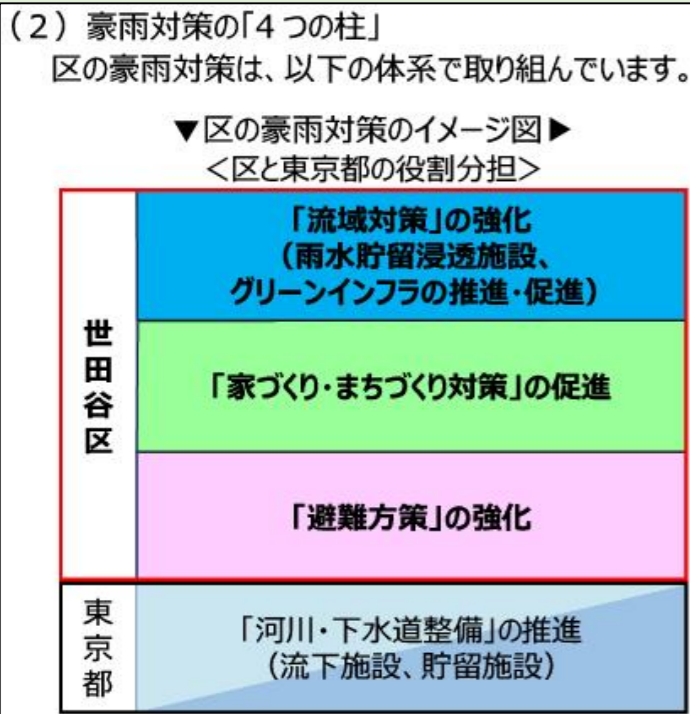 （2）豪雨対策の「４つの柱」
区の豪雨対策は、以下の体系で取り組んでいます。
▼区の豪雨対策のイメージ図▶
＜区と東京都の役割分担＞
世田谷区
「流域対策」の強化
（雨水貯留浸透施設、
グリーンインフラの推進・促進）
「家づくり・まちづくり対策」の促進
「避難方策」の強化
東京都
「河川・下水道整備」の推進
（流下施設、貯留施設）